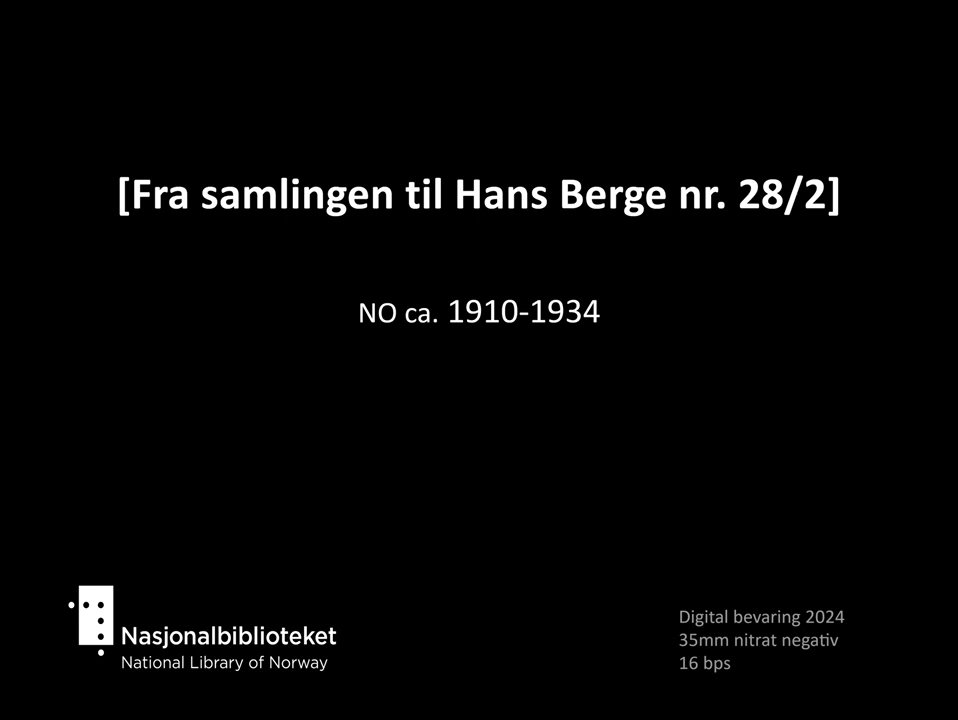 [Fra samlingen til Hans Berge nr. 28/2]
NO ca. 1910-1934
Nasjonalbiblioteket
National Library of Norway
Digital bevaring 2024
35mm nitrat negativ
16 bps